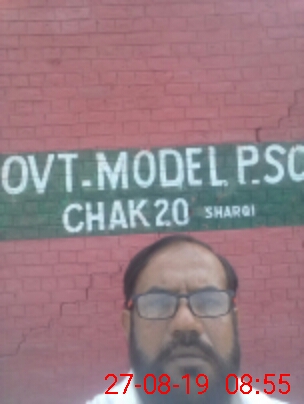 OVT-MODEL P-SC
CHAK 20 SHARQI
27-08-19 08:55